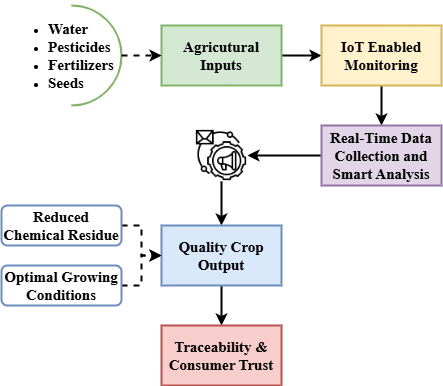 • Water
• Pesticides
• Fertilizers
• Seeds
Agricutural
Inputs
IoT Enabled
Monitoring
Real-Time Data
Collection and
Smart Analysis
Reduced
Chemical Residue
Optimal Growing
Conditions
Quality Crop
Output
Traceability &
Consumer Trust